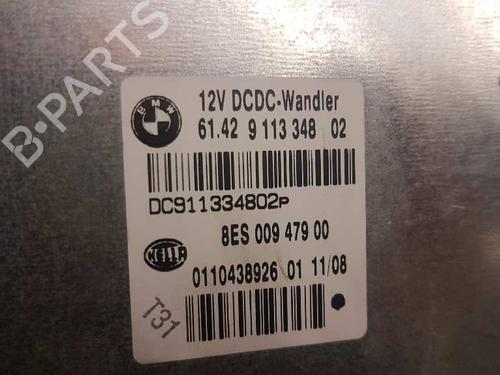 B-PARTS
BMW
12V DCDC-Wandler
61.42 9 113 348 02
DC911334802P
8ES 009 479 00
HELLA
0110438926 01 11/08
T31